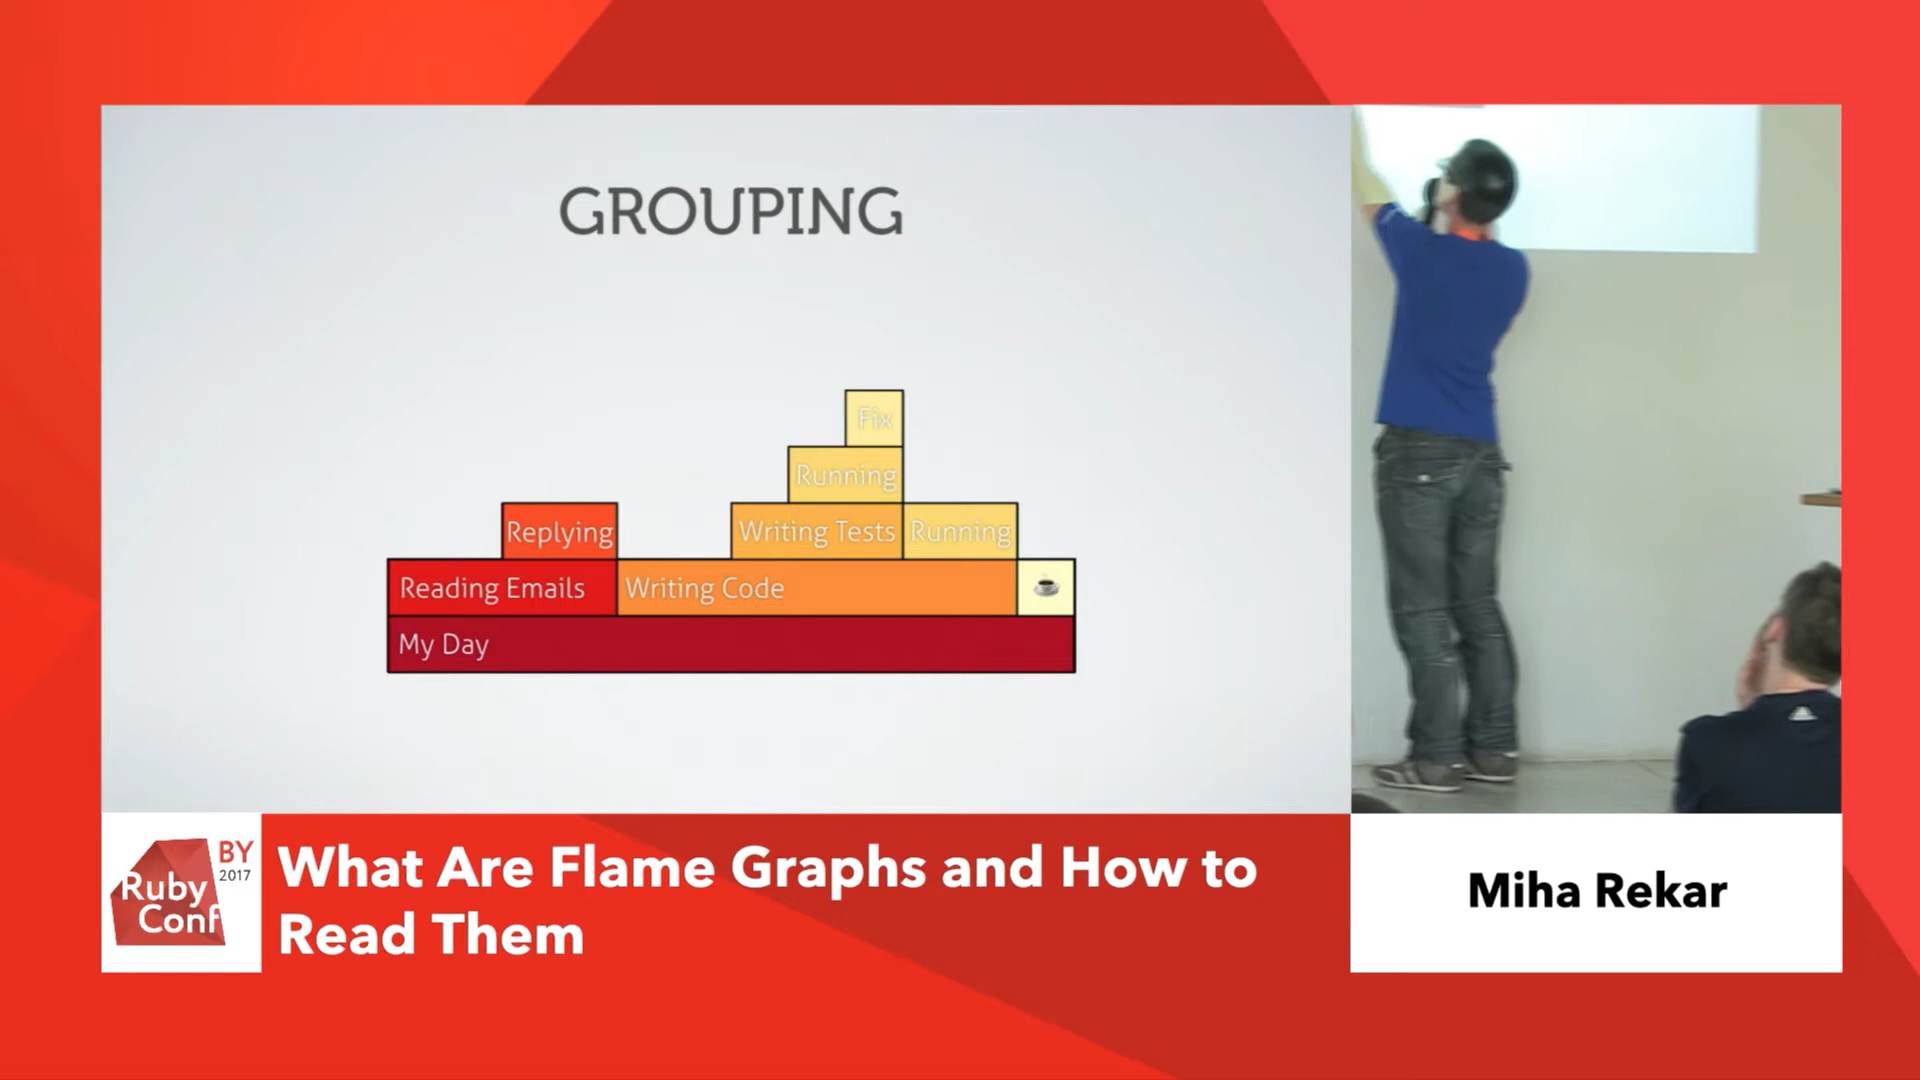 GROUPING
Fix
Running
Replying
Writing Tests
Running
Reading Emails
Writing Code
My Day
Ruby
Conf
BY
2017
What Are Flame Graphs and How to
Read Them
Miha Rekar